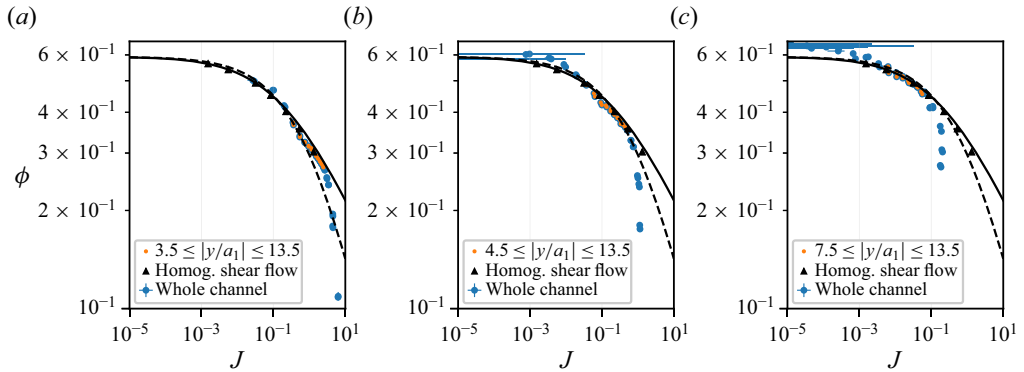 (a)
(b)
(c)
6 × 10⁻¹
4 × 10⁻¹
3 × 10⁻¹
2 × 10⁻¹
10⁻¹
ϕ
3.5 ≤ |y/a₁| ≤ 13.5
Homog. shear flow
Whole channel
10⁻⁵ 10⁻³ 10⁻¹ 10¹
J
6 × 10⁻¹
4 × 10⁻¹
3 × 10⁻¹
2 × 10⁻¹
10⁻¹
4.5 ≤ |y/a₁| ≤ 13.5
Homog. shear flow
Whole channel
10⁻⁵ 10⁻³ 10⁻¹ 10¹
J
6 × 10⁻¹
4 × 10⁻¹
3 × 10⁻¹
2 × 10⁻¹
10⁻¹
7.5 ≤ |y/a₁| ≤ 13.5
Homog. shear flow
Whole channel
10⁻⁵ 10⁻³ 10⁻¹ 10¹
J